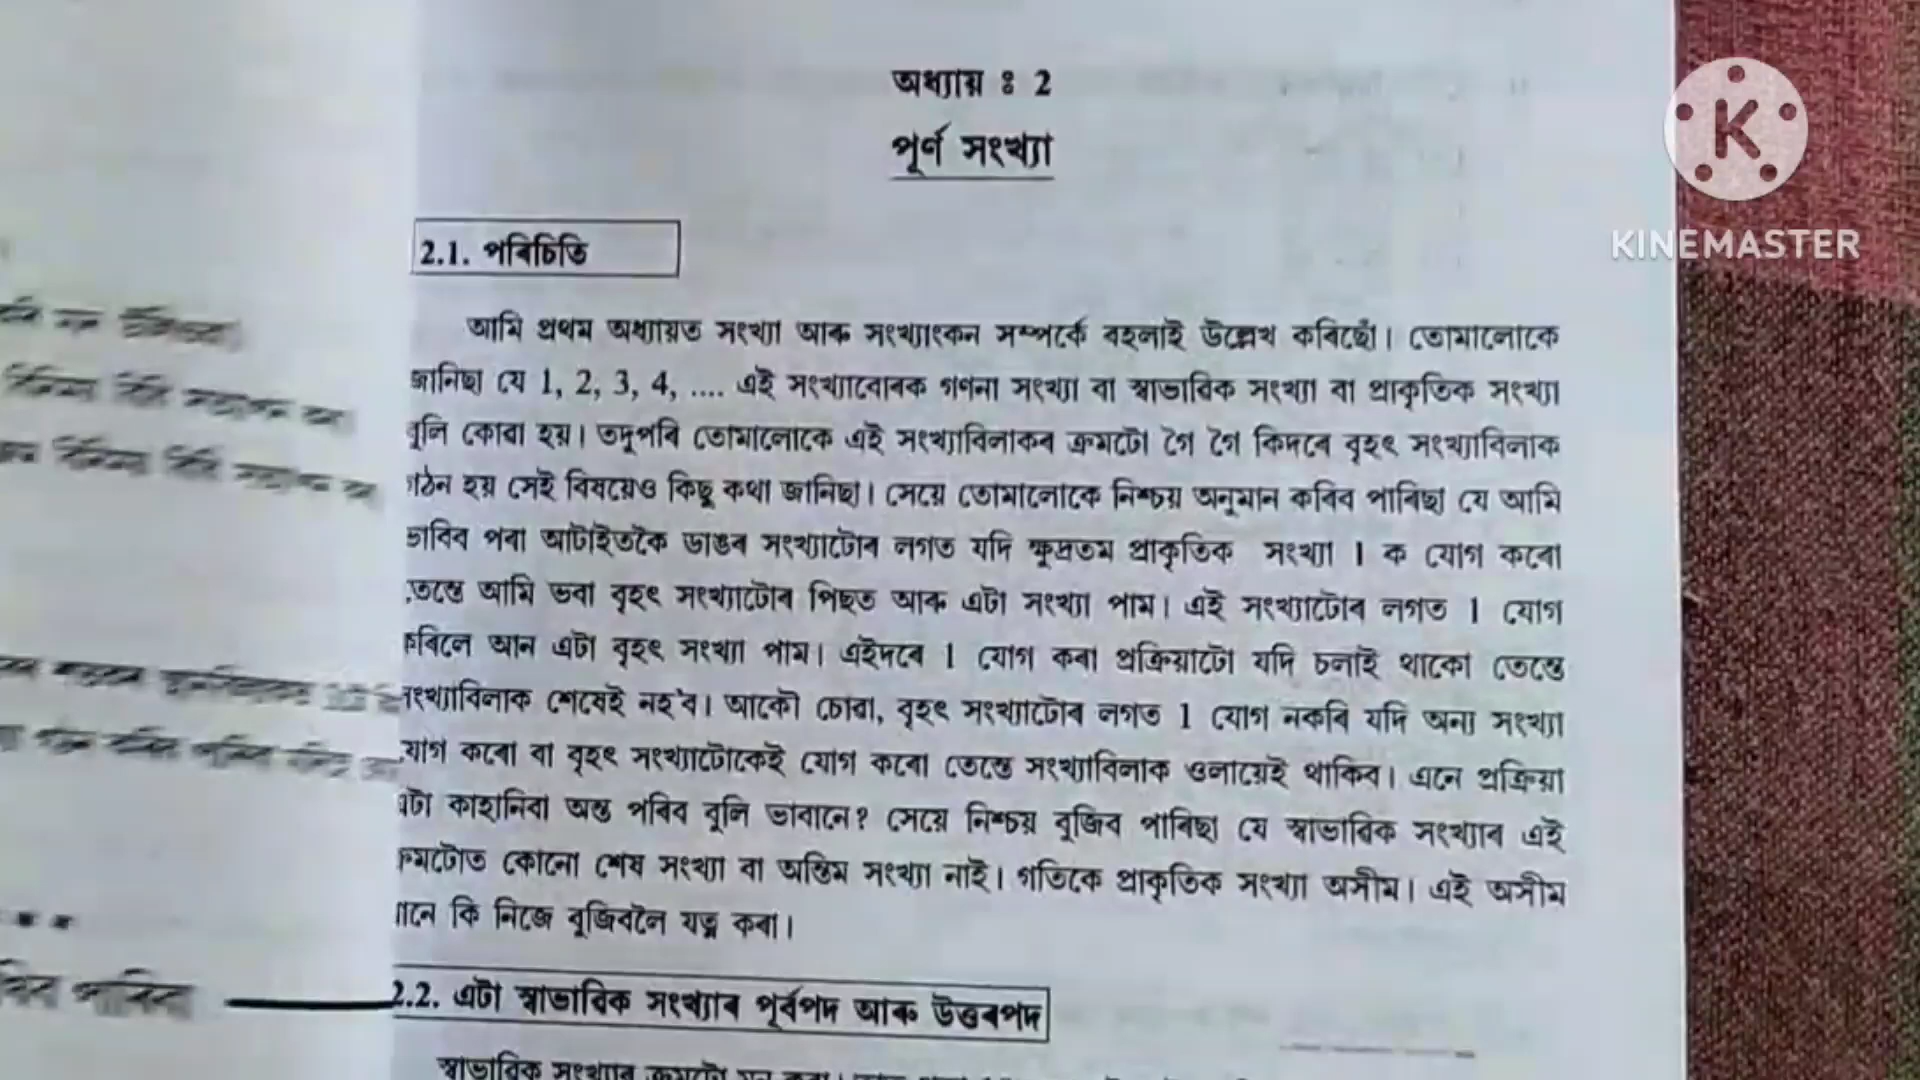 অধ্যায় ঃ 2
পূৰ্ণ সংখ্যা
KINEMASTER
2.1. পৰিচিতি
আমি প্ৰথম অধ্যায়ত সংখ্যা আৰু সংখ্যাংকন সম্পৰ্কে বহলাই উল্লেখ কৰিছোঁ। তোমালোকে
জানিছা যে 1, 2, 3, 4, .... এই সংখ্যাবোৰক গণনা সংখ্যা বা স্বাভাৱিক সংখ্যা বা প্ৰাকৃতিক সংখ্যা
বুলি কোৱা হয়। তদুপৰি তোমালোকে এই সংখ্যাবিলাকৰ ক্ৰমটো গৈ গৈ কিদৰে বৃহৎ সংখ্যাবিলাক
গঠন হয় সেই বিষয়েও কিছু কথা জানিছা। সেয়ে তোমালোকে নিশ্চয় অনুমান কৰিব পাৰিছা যে আমি
ভাবিব পৰা আটাইতকৈ ডাঙৰ সংখ্যাটোৰ লগত যদি ক্ষুদ্ৰতম প্ৰাকৃতিক সংখ্যা 1 ক যোগ কৰো
তেন্তে আমি ভবা বৃহৎ সংখ্যাটোৰ পিছত আৰু এটা সংখ্যা পাম। এই সংখ্যাটোৰ লগত 1 যোগ
কৰিলে আন এটা বৃহৎ সংখ্যা পাম। এইদৰে 1 যোগ কৰা প্ৰক্ৰিয়াটো যদি চলাই থাকো তেন্তে
সংখ্যাবিলাক শেষেই নহ'ব। আকৌ চোৱা, বৃহৎ সংখ্যাটোৰ লগত 1 যোগ নকৰি যদি অন্য সংখ্যা
যোগ কৰো বা বৃহৎ সংখ্যাটোকেই যোগ কৰো তেন্তে সংখ্যাবিলাক ওলায়েই থাকিব। এনে প্ৰক্ৰিয়া
এটা কাহানিবা অন্ত পৰিব বুলি ভাবানে? সেয়ে নিশ্চয় বুজিব পাৰিছা যে স্বাভাৱিক সংখ্যাৰ এই
ক্ৰমটোত কোনো শেষ সংখ্যা বা অন্তিম সংখ্যা নাই। গতিকে প্ৰাকৃতিক সংখ্যা অসীম। এই অসীম
মানে কি নিজে বুজিবলৈ যত্ন কৰা।
2.2. এটা স্বাভাৱিক সংখ্যাৰ পূৰ্বপদ আৰু উত্তৰপদ
স্বাভাৱিক সংখ্যাৰ ক্ৰমটো মন কৰা।